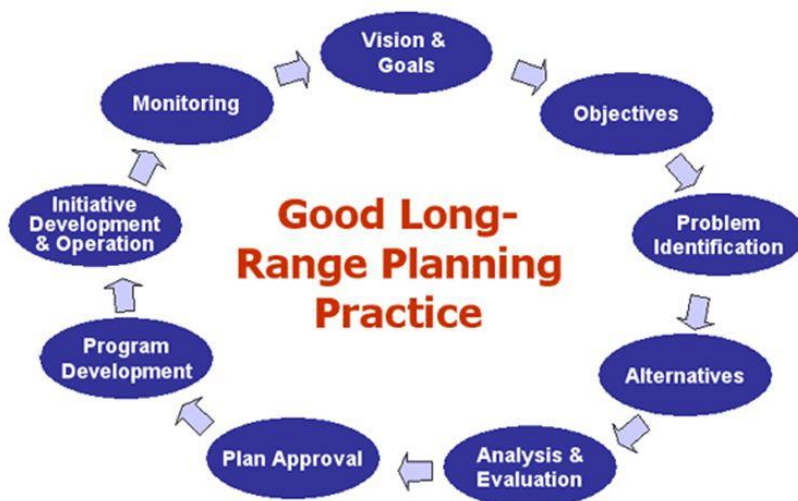 Vision &
Goals
Objectives
Problem
Identification
Alternatives
Analysis &
Evaluation
Plan Approval
Program
Development
Initiative
Development
& Operation
Monitoring
Good Long-
Range Planning
Practice